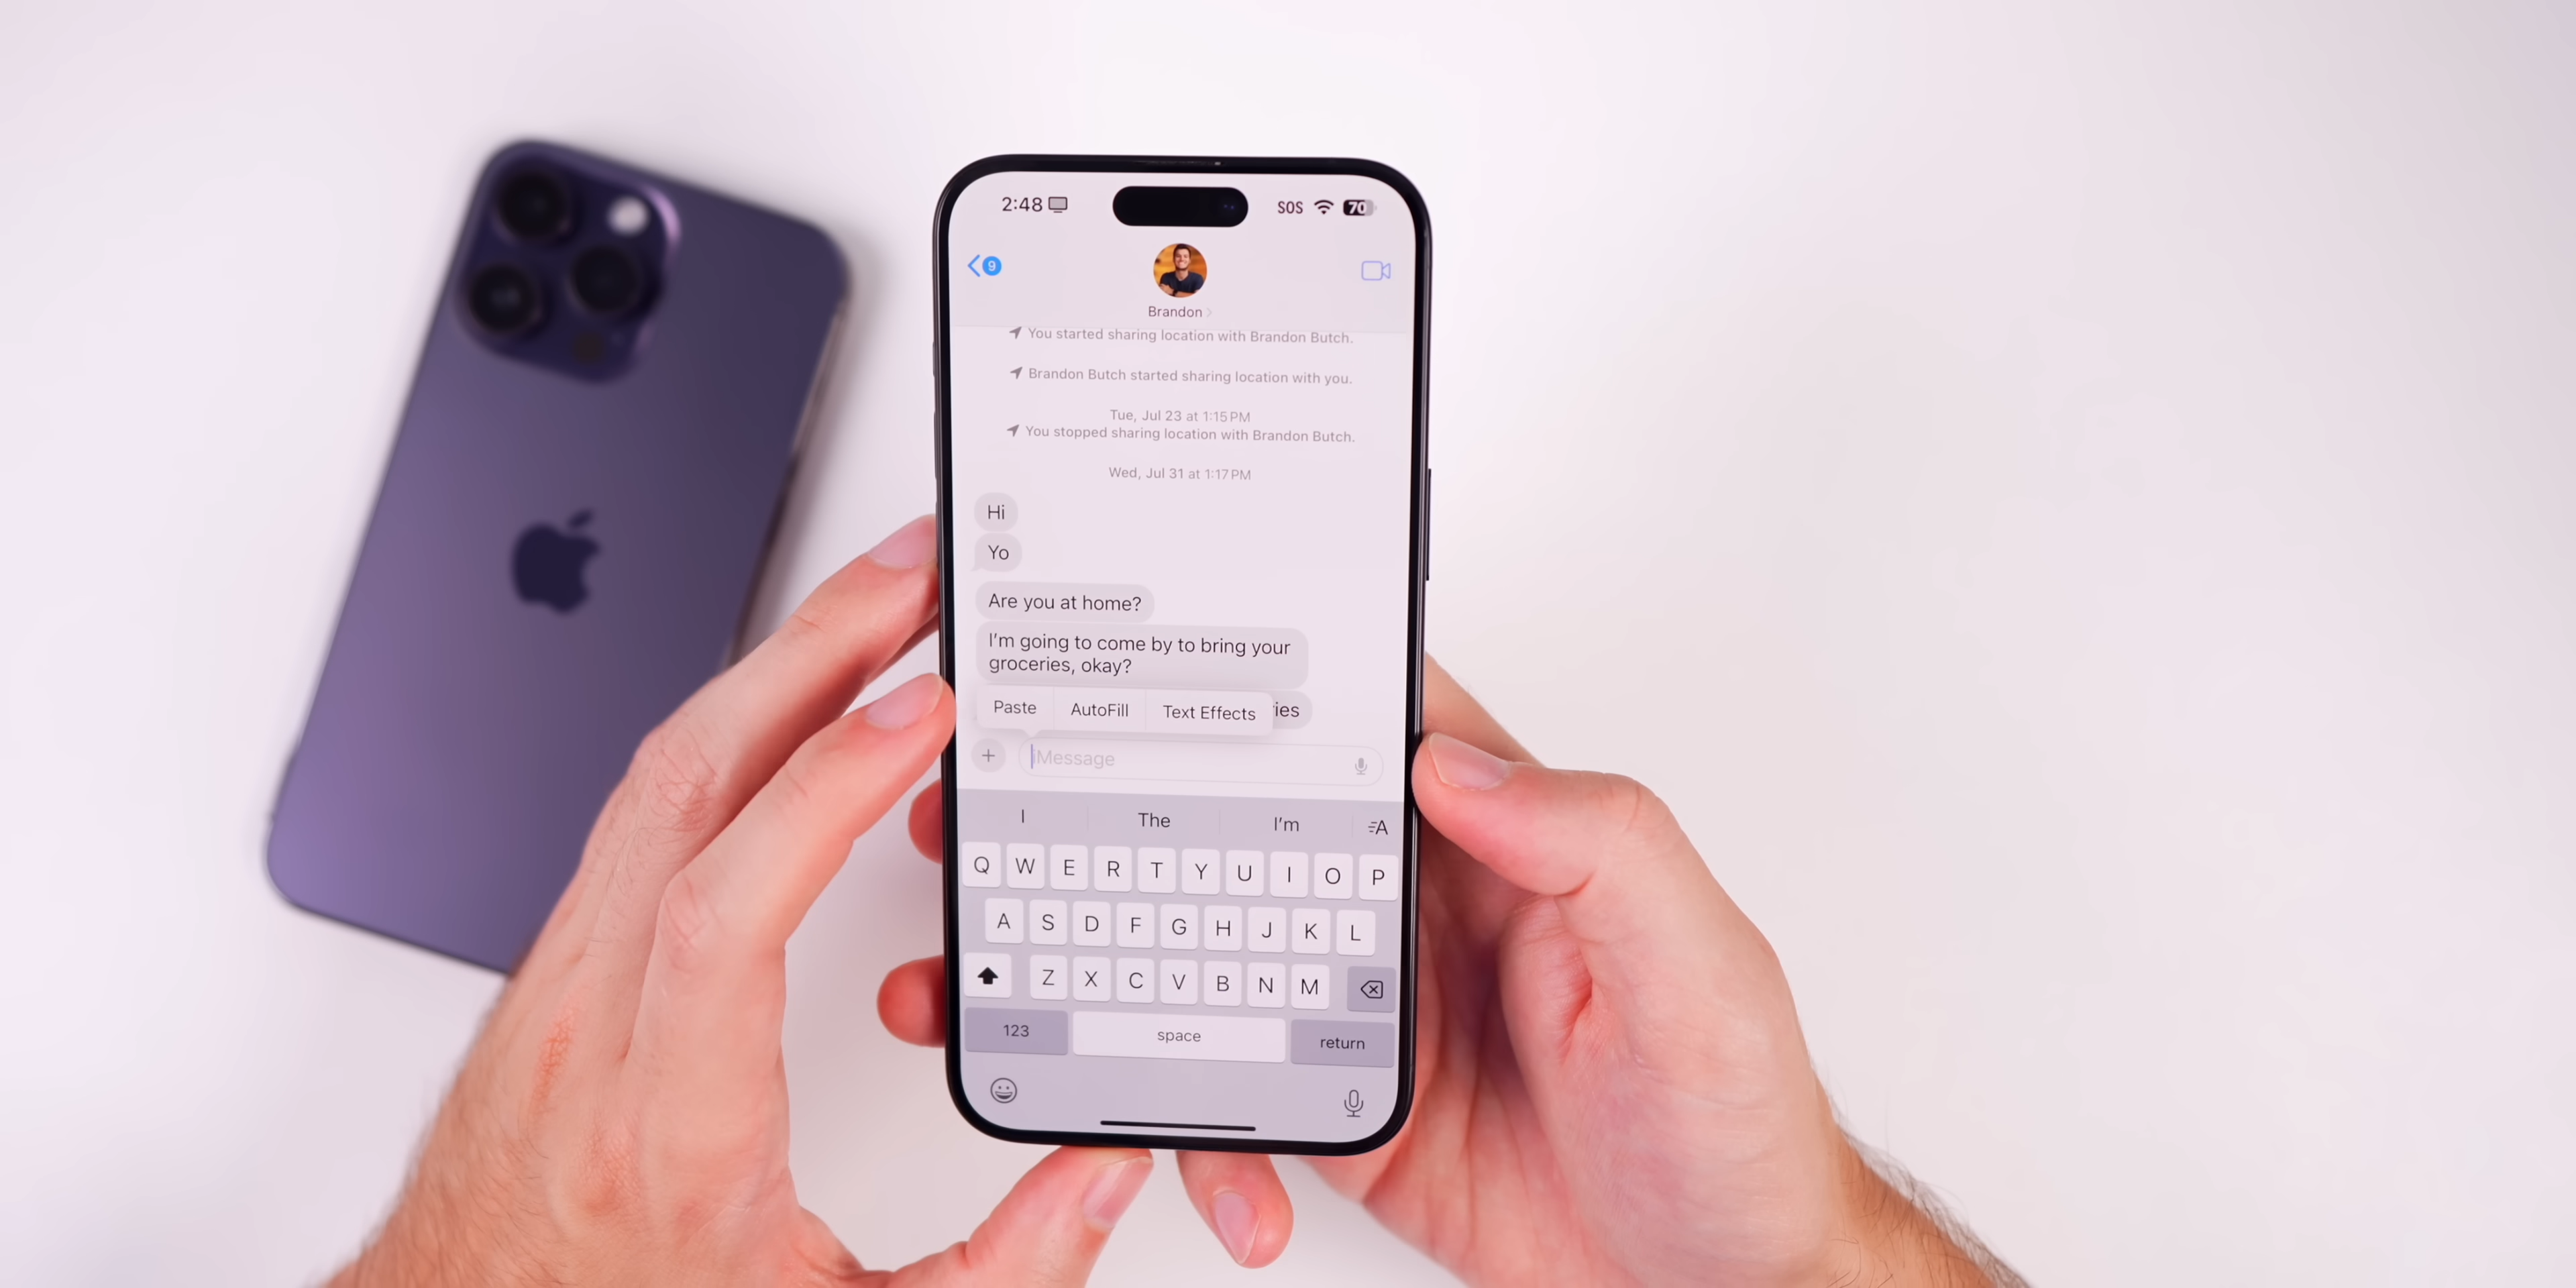 2:48
SOS
70
9
Brandon
You started sharing location with Brandon Butch.
Brandon Butch started sharing location with you.
Tue, Jul 23 at 1:15 PM
You stopped sharing location with Brandon Butch.
Wed, Jul 31 at 1:17 PM
Hi
Yo
Are you at home?
I'm going to come by to bring your
groceries, okay?
Paste AutoFill Text Effects
iMessage
I The I'm A
Q W E R T Y U I O P
A S D F G H J K L
Z X C V B N M
123 space return